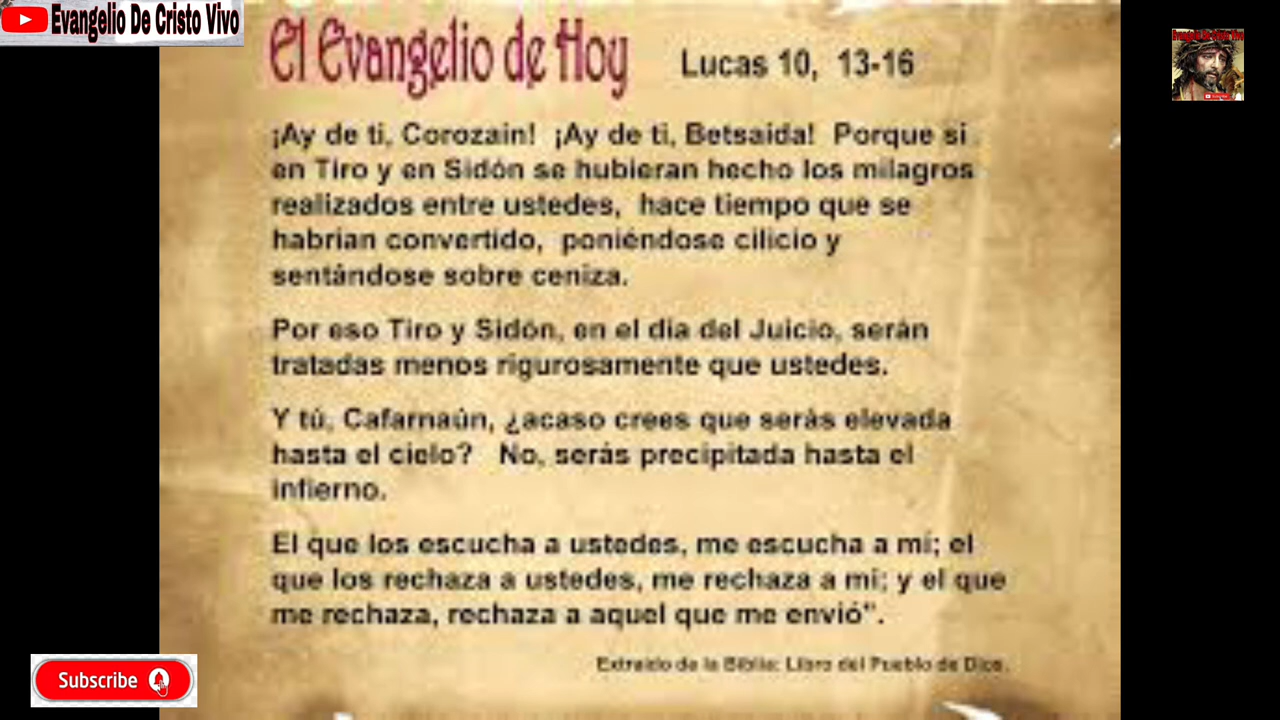 Evangelio De Cristo Vivo
El Evangelio de Hoy
Lucas 10, 13-16
¡Ay de ti, Corozain! ¡Ay de ti, Betsaida! Porque si
en Tiro y en Sidón se hubieran hecho los milagros
realizados entre ustedes, hace tiempo que se
habrían convertido, poniéndose cilicio y
sentándose sobre ceniza.
Por eso Tiro y Sidón, en el día del Juicio, serán
tratadas menos rigurosamente que ustedes.
Y tú, Cafarnaún, ¿acaso crees que serás elevada
hasta el cielo? No, serás precipitada hasta el
infierno.
El que los escucha a ustedes, me escucha a mí; el
que los rechaza a ustedes, me rechaza a mí; y el que
me rechaza, rechaza a aquel que me envió".
Extraído de la Biblia: Libro del Pueblo de Dios.
Subscribe
Evangelio De Cristo Vivo